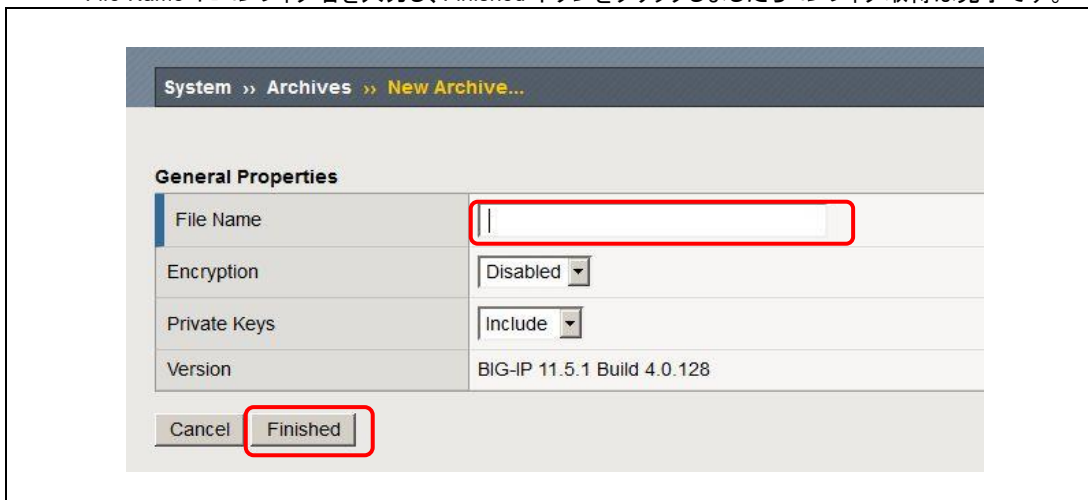 System ›› Archives ›› New Archive...
General Properties
File Name
Encryption Disabled
Private Keys Include
Version BIG-IP 11.5.1 Build 4.0.128
Cancel Finished